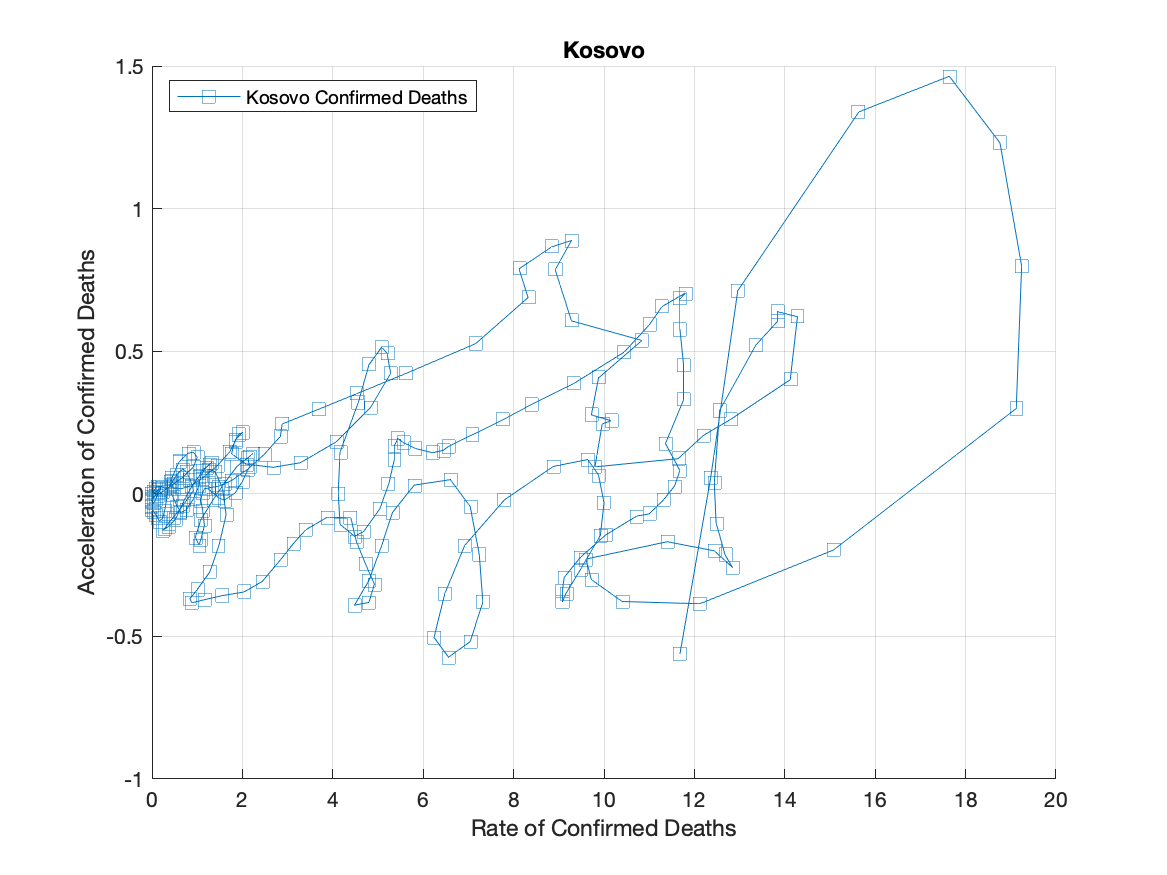 Kosovo
Kosovo Confirmed Deaths
1.5
1
0.5
0
-0.5
-1
Acceleration of Confirmed Deaths
0 2 4 6 8 10 12 14 16 18 20
Rate of Confirmed Deaths